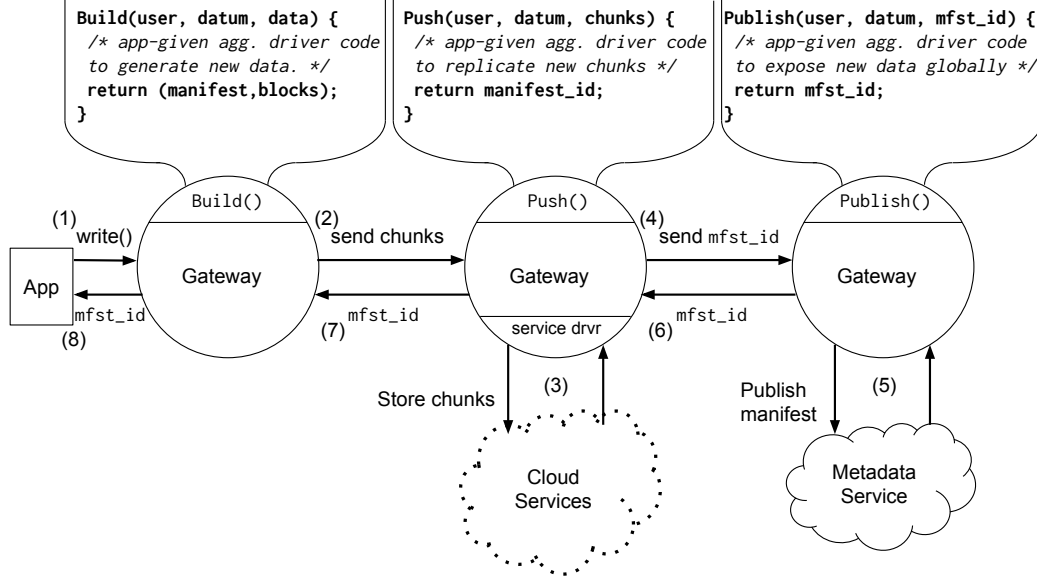 Build(user, datum, data) {
/* app-given agg. driver code
to generate new data. */
return (manifest,blocks);
}
Push(user, datum, chunks) {
/* app-given agg. driver code
to replicate new chunks */
return manifest_id;
}
Publish(user, datum, mfst_id) {
/* app-given agg. driver code
to expose new data globally */
return mfst_id;
}
Build()
Push()
Publish()
(1)
write()
(2)
send chunks
(4)
send mfst_id
App
Gateway
Gateway
Gateway
mfst_id
(8)
mfst_id
(7)
mfst_id
(6)
service drvr
Store chunks
(3)
Publish
manifest
(5)
Cloud
Services
Metadata
Service